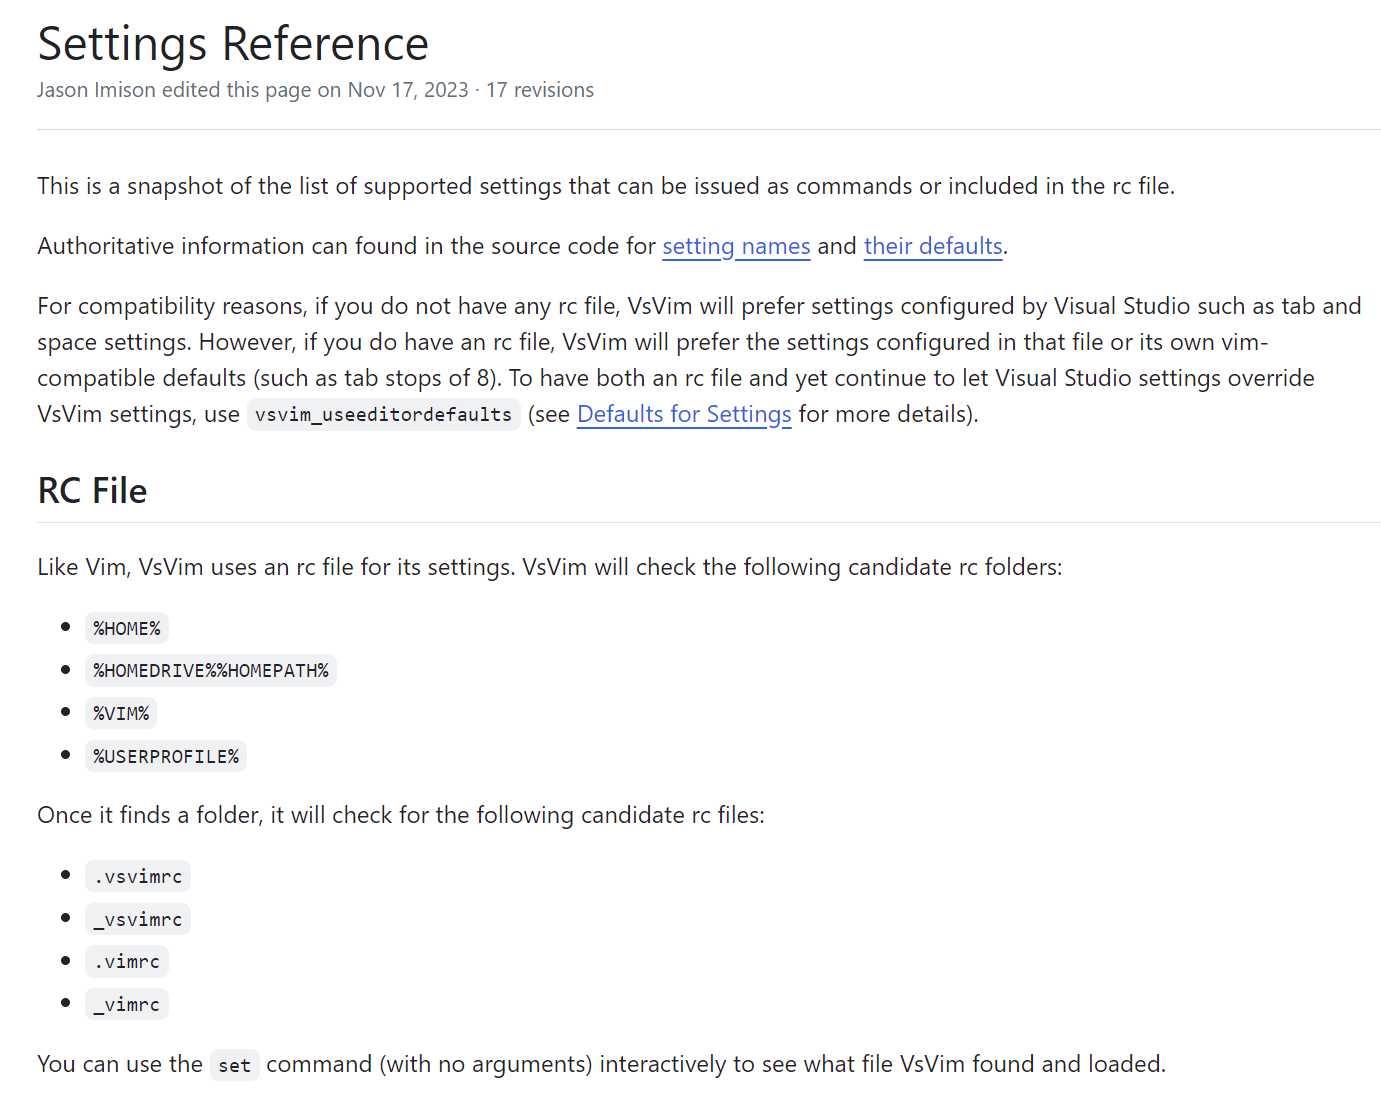 Settings Reference
Jason Imison edited this page on Nov 17, 2023 · 17 revisions
This is a snapshot of the list of supported settings that can be issued as commands or included in the rc file.
Authoritative information can found in the source code for setting names and their defaults.
For compatibility reasons, if you do not have any rc file, VsVim will prefer settings configured by Visual Studio such as tab and
space settings. However, if you do have an rc file, VsVim will prefer the settings configured in that file or its own vim-
compatible defaults (such as tab stops of 8). To have both an rc file and yet continue to let Visual Studio settings override
VsVim settings, use vsvim_useeditordefaults (see Defaults for Settings for more details).
RC File
Like Vim, VsVim uses an rc file for its settings. VsVim will check the following candidate rc folders:
• %HOME%
• %HOMEDRIVE%%HOMEPATH%
• %VIM%
• %USERPROFILE%
Once it finds a folder, it will check for the following candidate rc files:
• .vsvimrc
• _vsvimrc
• .vimrc
• _vimrc
You can use the set command (with no arguments) interactively to see what file VsVim found and loaded.